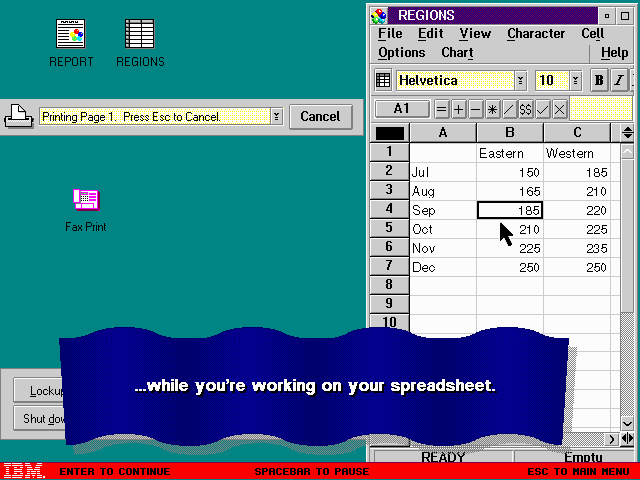 REPORT
REGIONS
Printing Page 1. Press Esc to Cancel.
Cancel
Fax Print
Lockup
Shut dow
REGIONS
File Edit View Character Cell
Options Chart Help
Helvetica 10 B I
A1 = + − * / $$
A B C
1 Eastern Western
2 Jul 150 185
3 Aug 165 210
4 Sep 185 220
5 Oct 210 225
6 Nov 225 235
7 Dec 250 250
8
9
10
...while you're working on your spreadsheet.
READY Empty
IBM. ENTER TO CONTINUE SPACEBAR TO PAUSE ESC TO MAIN MENU